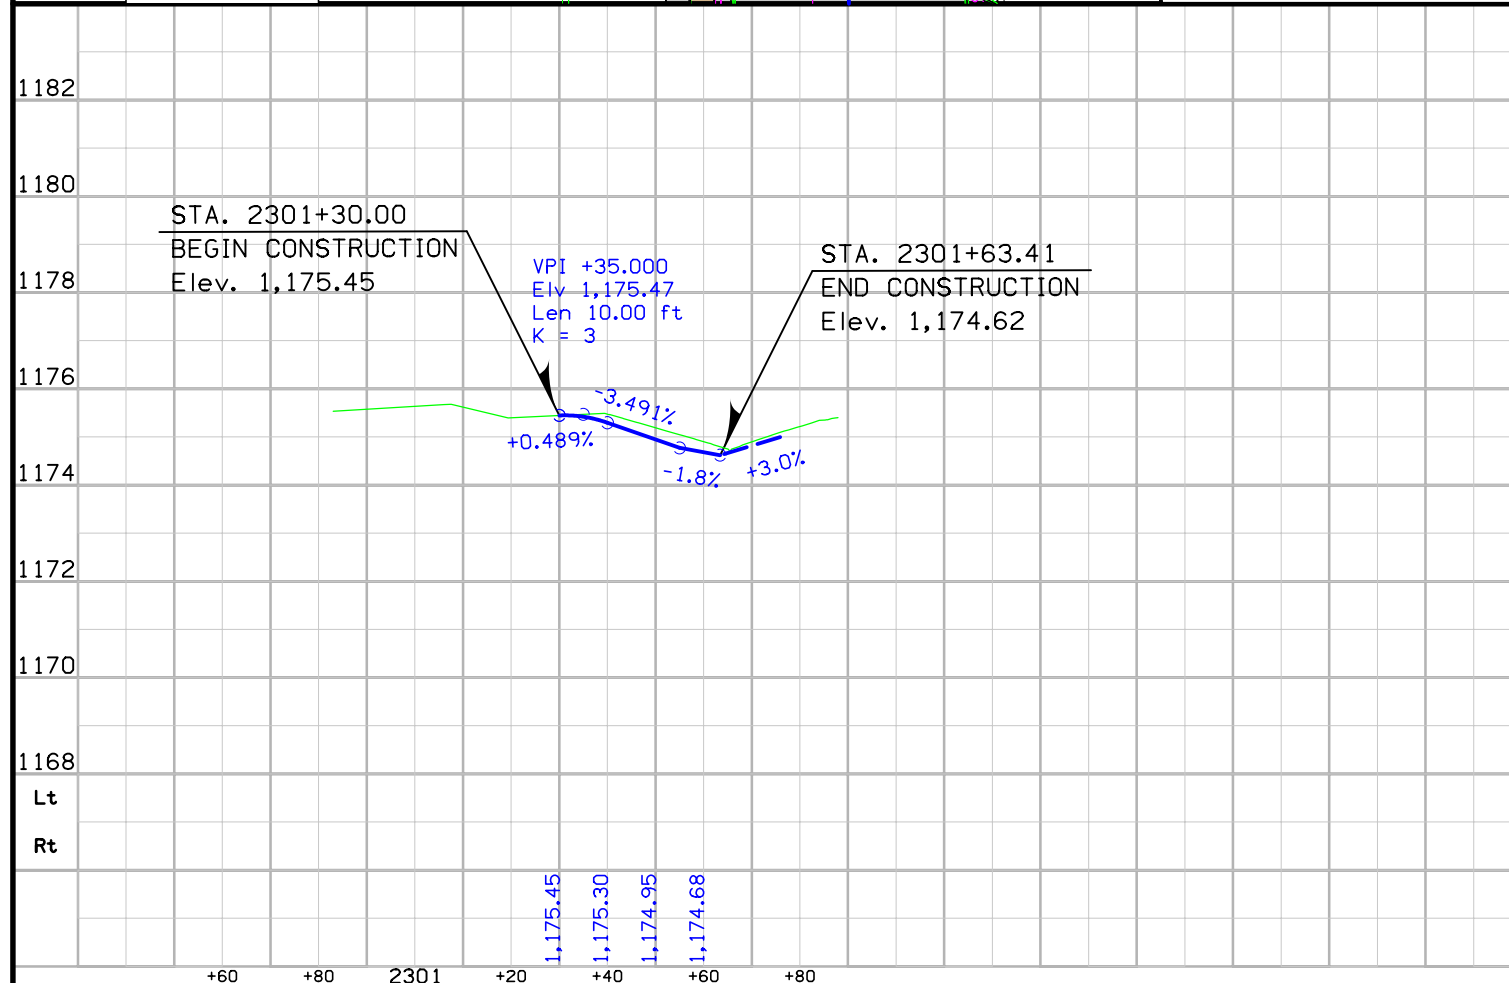 1182
1180
STA. 2301+30.00
BEGIN CONSTRUCTION
Elev. 1,175.45
VPI +35.000
Elv 1,175.47
Len 10.00 ft
K = 3
STA. 2301+63.41
END CONSTRUCTION
Elev. 1,174.62
1178
1176
-3.491%
+0.489%
-1.8%
+3.0%
1174
1172
1170
1168
Lt
Rt
1,175.45
1,175.30
1,174.95
1,174.68
+60 +80 2301 +20 +40 +60 +80